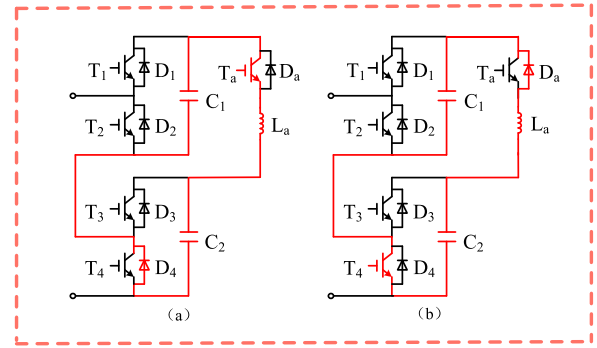 T1 D1 Ta Da
C1
T2 D2 La
T3 D3
C2
T4 D4
(a)
T1 D1 Ta Da
C1
T2 D2 La
T3 D3
C2
T4 D4
(b)